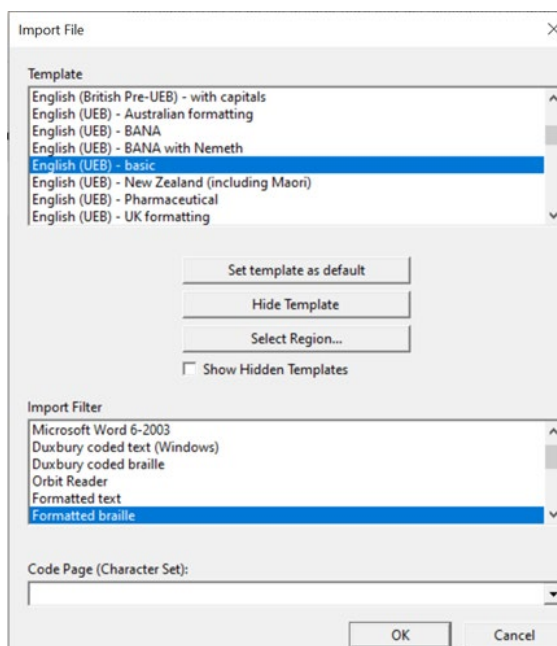 Import File
Template
English (British Pre-UEB) - with capitals
English (UEB) - Australian formatting
English (UEB) - BANA
English (UEB) - BANA with Nemeth
English (UEB) - basic
English (UEB) - New Zealand (including Maori)
English (UEB) - Pharmaceutical
English (UEB) - UK formatting
Set template as default
Hide Template
Select Region...
Show Hidden Templates
Import Filter
Microsoft Word 6-2003
Duxbury coded text (Windows)
Duxbury coded braille
Orbit Reader
Formatted text
Formatted braille
Code Page (Character Set):
OK Cancel